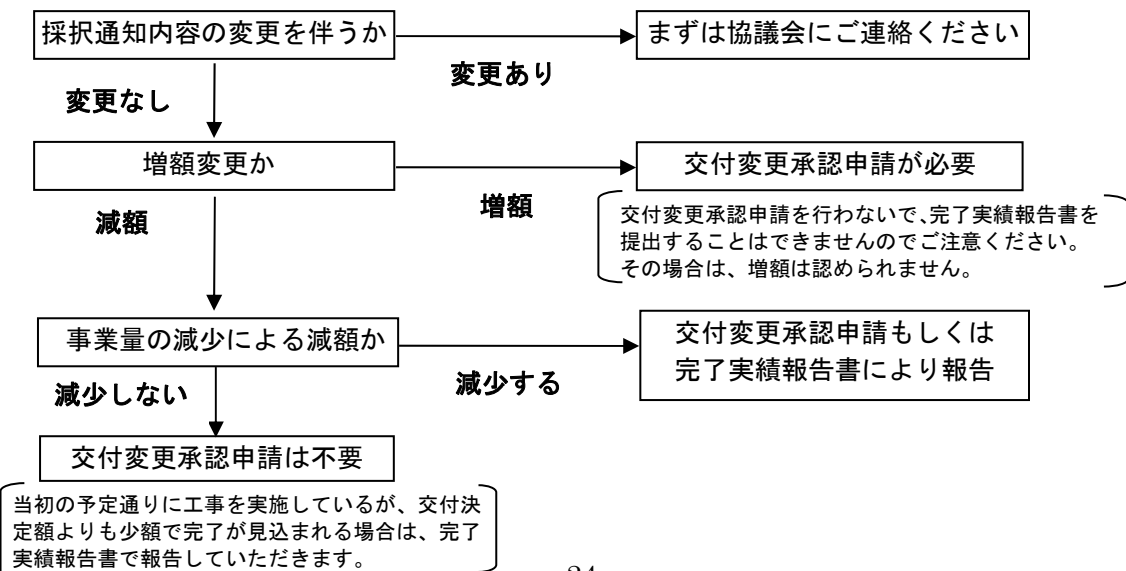 採択通知内容の変更を伴うか
まずは協議会にご連絡ください
変更あり
変更なし
増額変更か
交付変更承認申請が必要
増額
減額
交付変更承認申請を行わないで、完了実績報告書を
提出することはできませんのでご注意ください。
その場合は、増額は認められません。
事業量の減少による減額か
交付変更承認申請もしくは
完了実績報告書により報告
減少しない
減少する
交付変更承認申請は不要
当初の予定通りに工事を実施しているが、交付決
定額よりも少額で完了が見込まれる場合は、完了
実績報告書で報告していただきます。